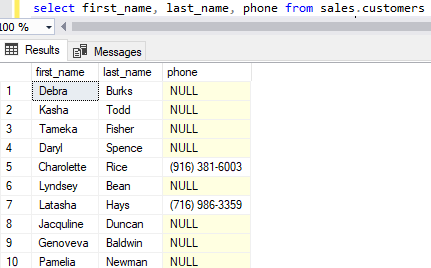 select first_name, last_name, phone from sales.customers
00 %
Results Messages
first_name last_name phone
1 Debra Burks NULL
2 Kasha Todd NULL
3 Tameka Fisher NULL
4 Daryl Spence NULL
5 Charolette Rice (916) 381-6003
6 Lyndsey Bean NULL
7 Latasha Hays (716) 986-3359
8 Jacquline Duncan NULL
9 Genoveva Baldwin NULL
10 Pamelia Newman NULL